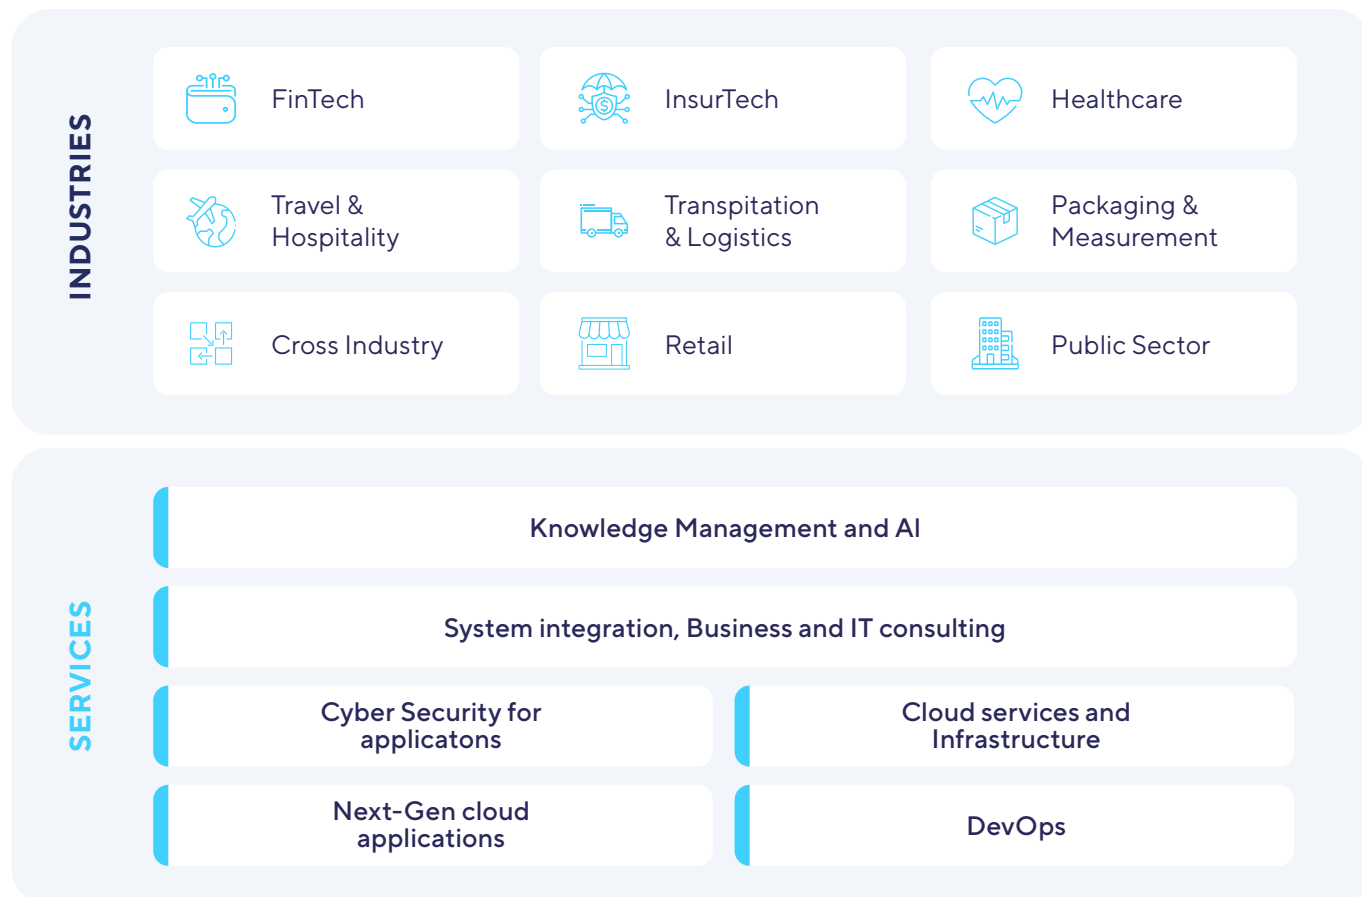 INDUSTRIES
FinTech
InsurTech
Healthcare
Travel &
Hospitality
Transpitation
& Logistics
Packaging &
Measurement
Cross Industry
Retail
Public Sector
SERVICES
Knowledge Management and AI
System integration, Business and IT consulting
Cyber Security for
applicatons
Cloud services and
Infrastructure
Next-Gen cloud
applications
DevOps